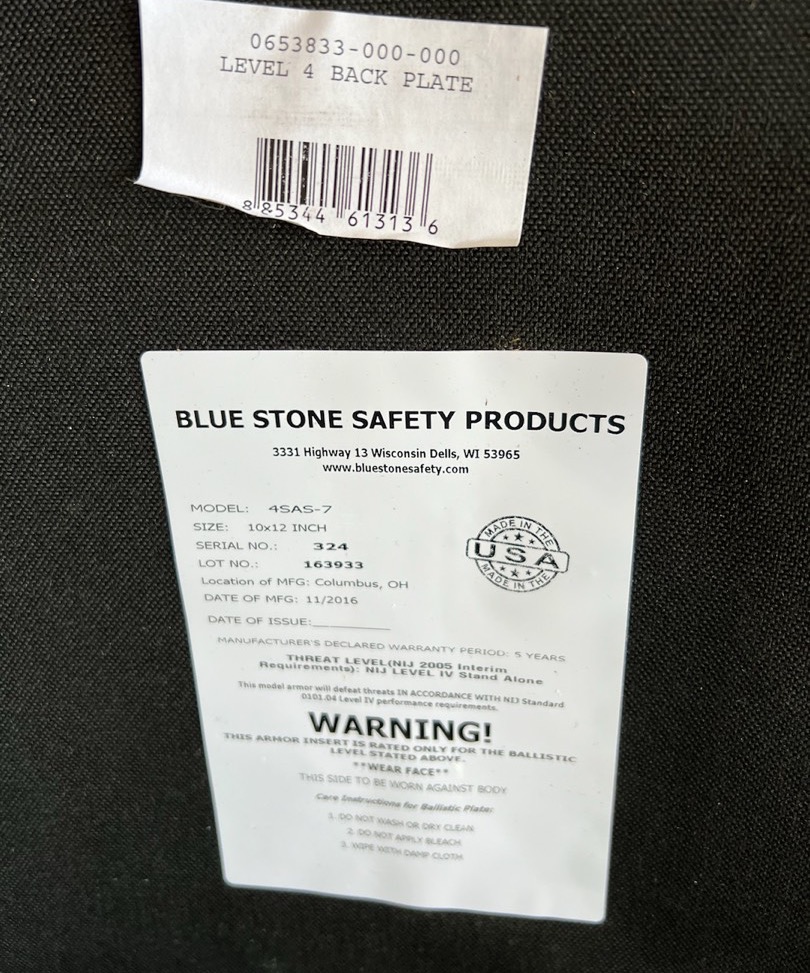 0653833-000-000
LEVEL 4 BACK PLATE
8 85344 61313 6
BLUE STONE SAFETY PRODUCTS
3331 Highway 13 Wisconsin Dells, WI 53965
www.bluestonesafety.com
MODEL: 4SAS-7
SIZE: 10x12 INCH
SERIAL NO.: 324
LOT NO.: 163933
Location of MFG: Columbus, OH
DATE OF MFG: 11/2016
DATE OF ISSUE:__________
MADE IN THE
USA
MADE IN THE
MANUFACTURER'S DECLARED WARRANTY PERIOD: 5 YEARS
THREAT LEVEL(NIJ 2005 Interim
Requirements): NIJ LEVEL IV Stand Alone
This model armor will defeat threats IN ACCORDANCE WITH NIJ Standard
0101.04 Level IV performance requirements.
WARNING!
THIS ARMOR INSERT IS RATED ONLY FOR THE BALLISTIC
LEVEL STATED ABOVE.
**WEAR FACE**
THIS SIDE TO BE WORN AGAINST BODY
Care Instructions for Ballistic Plate:
1. DO NOT WASH OR DRY CLEAN
2. DO NOT APPLY BLEACH
3. WIPE WITH DAMP CLOTH